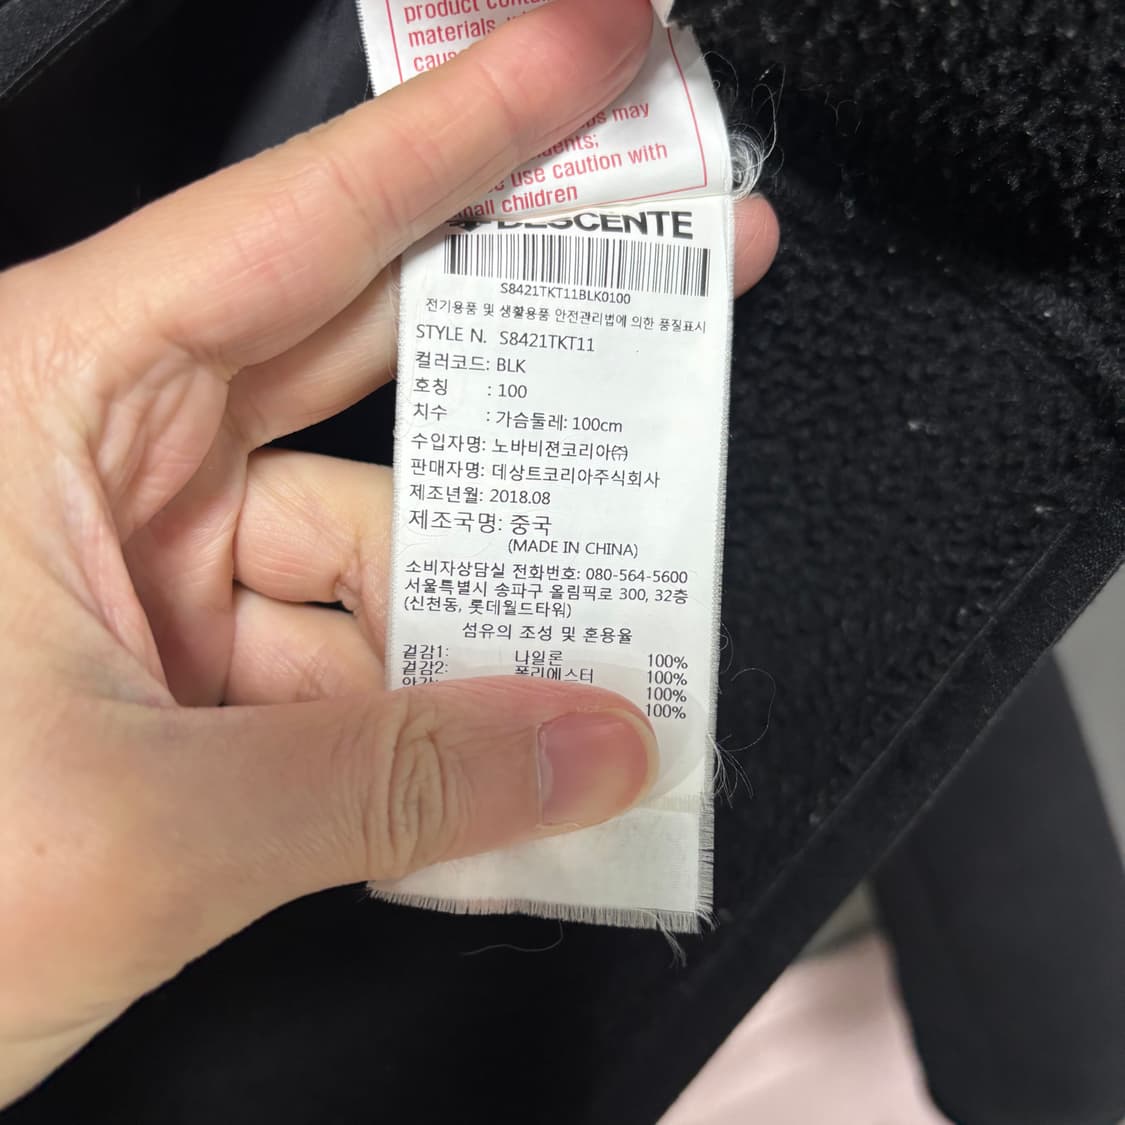 product
materials,
may
use caution with
small children
DESCENTE
S8421TKT11BLK0100
전기용품 및 생활용품 안전관리법에 의한 품질표시
STYLE N. S8421TKT11
컬러코드: BLK
호칭 : 100
치수 : 가슴둘레: 100cm
수입자명: 노바비젼코리아㈜
판매자명: 데상트코리아주식회사
제조년월: 2018.08
제조국명: 중국
(MADE IN CHINA)
소비자상담실 전화번호: 080-564-5600
서울특별시 송파구 올림픽로 300, 32층
(신천동, 롯데월드타워)
섬유의 조성 및 혼용율
겉감1: 나일론 100%
겉감2: 폴리에스터 100%
100%
100%